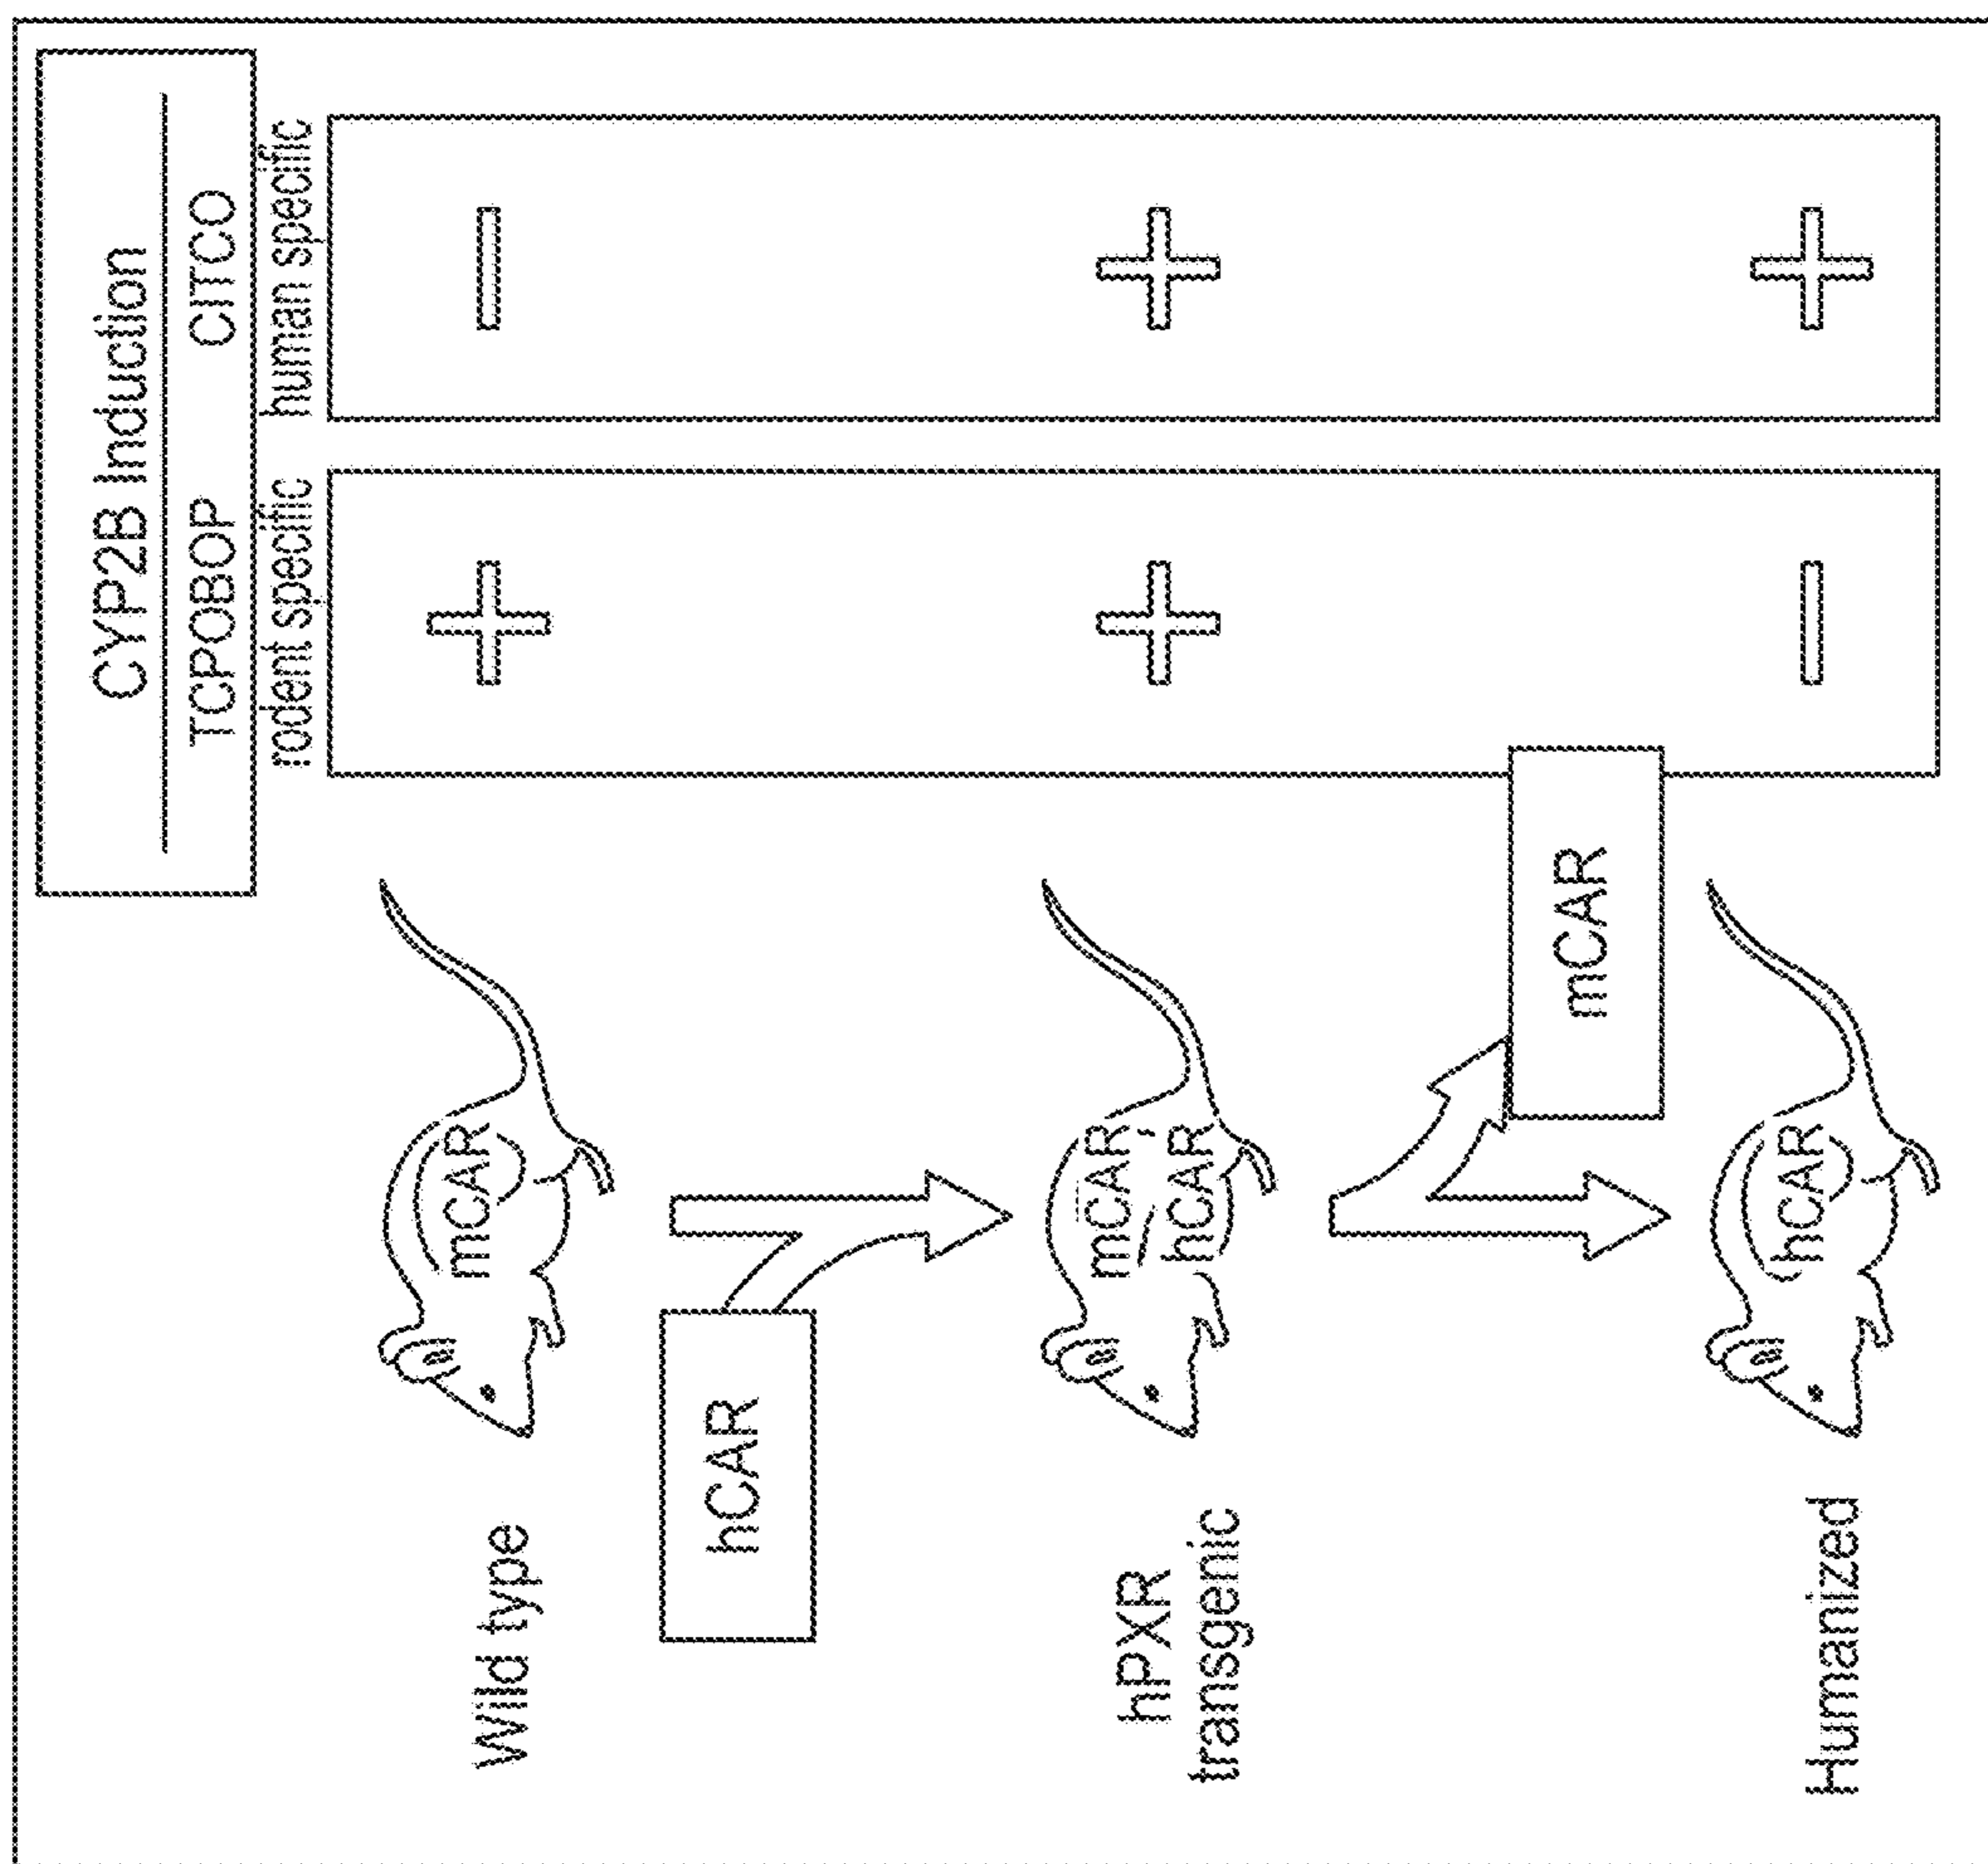 CYP2B Induction
TCPOBOP CITCO
rodent specific human specific
Wild type
mCAR
+
−
hCAR
hPXR
transgenic
mCAR
hCAR
+
+
mCAR
Humanized
hCAR
−
+